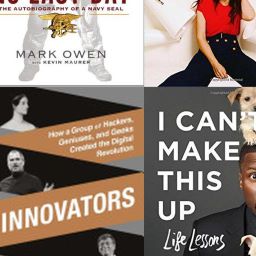 THE AUTOBIOGRAPHY OF A NAVY SEAL
MARK OWEN
WITH KEVIN MAURER
How a Group of Hackers,
Geniuses, and Geeks
Created the Digital
Revolution
INNOVATORS
I CAN'T
MAKE
THIS
UP
Life Lessons